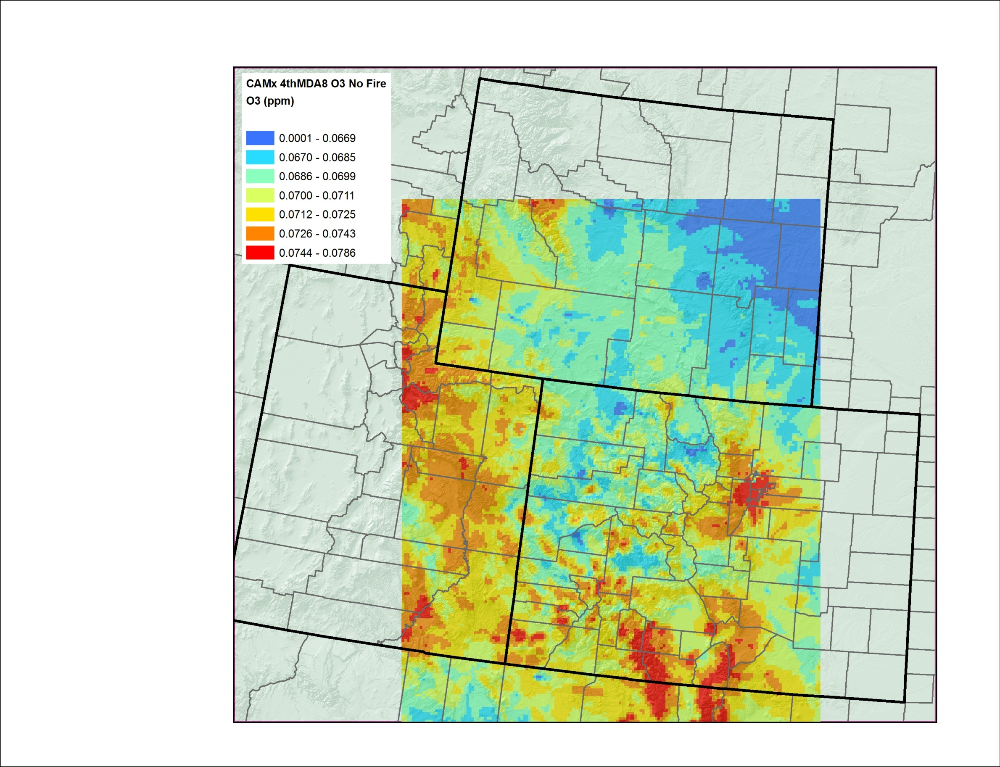 CAMx 4thMDA8 O3 No Fire
O3 (ppm)
0.0001 - 0.0669
0.0670 - 0.0685
0.0686 - 0.0699
0.0700 - 0.0711
0.0712 - 0.0725
0.0726 - 0.0743
0.0744 - 0.0786